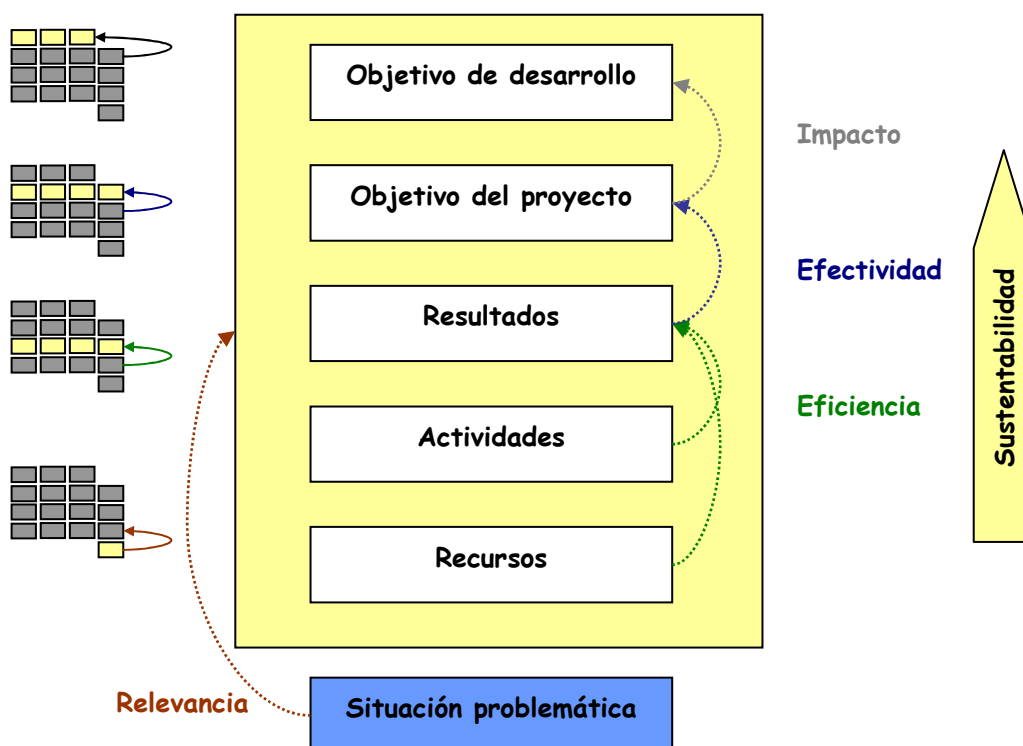 Objetivo de desarrollo
Impacto
Objetivo del proyecto
Efectividad
Resultados
Sustentabilidad
Eficiencia
Actividades
Recursos
Relevancia
Situación problemática